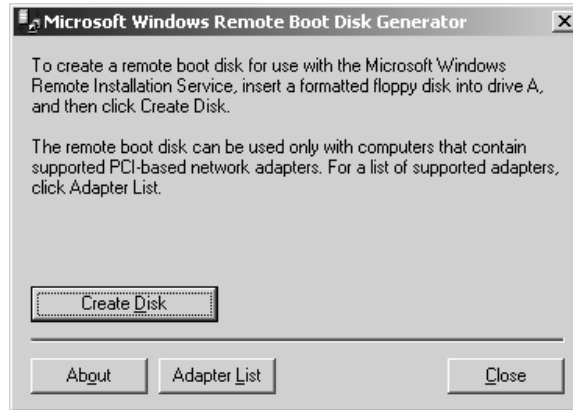 Microsoft Windows Remote Boot Disk Generator
To create a remote boot disk for use with the Microsoft Windows
Remote Installation Service, insert a formatted floppy disk into drive A,
and then click Create Disk.
The remote boot disk can be used only with computers that contain
supported PCI-based network adapters. For a list of supported adapters,
click Adapter List.
Create Disk
About
Adapter List
Close